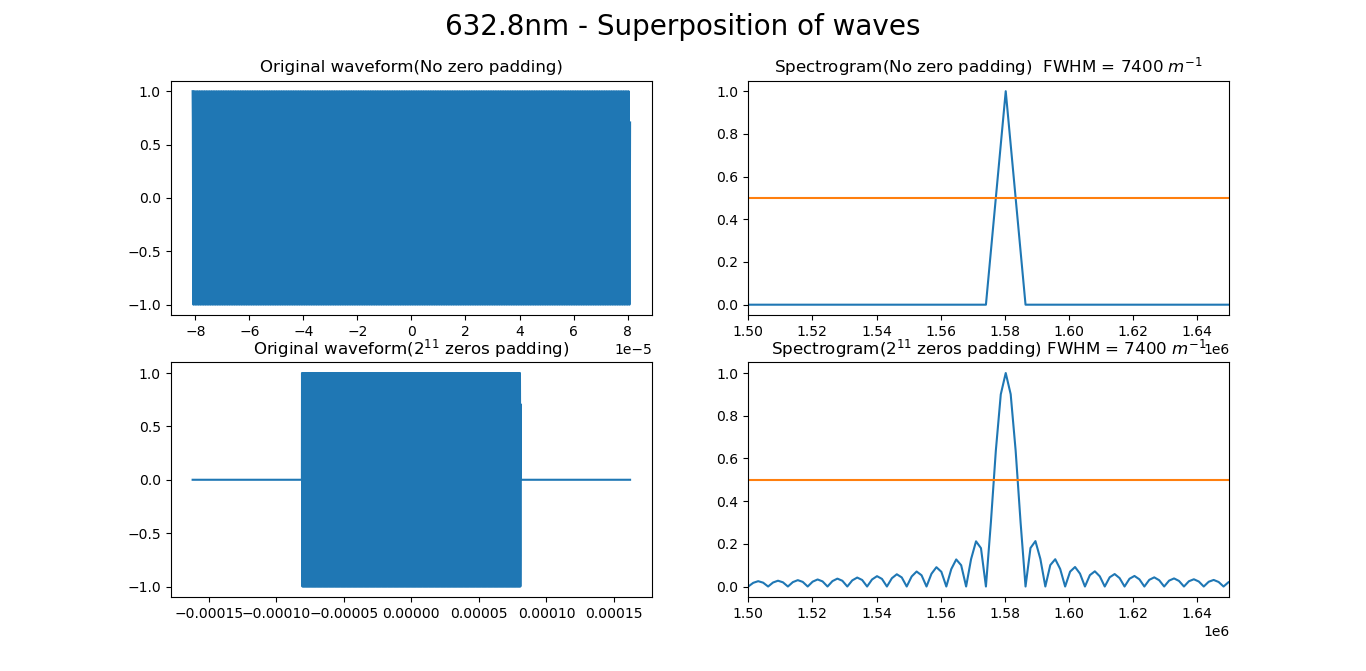 632.8nm - Superposition of waves
Original waveform(No zero padding)
1.0
0.5
0.0
−0.5
−1.0
−8 −6 −4 −2 0 2 4 6 8
1e−5
Spectrogram(No zero padding)  FWHM = 7400 m⁻¹
1.0
0.8
0.6
0.4
0.2
0.0
1.50 1.52 1.54 1.56 1.58 1.60 1.62 1.64
1e6
Original waveform(2¹¹ zeros padding)
1.0
0.5
0.0
−0.5
−1.0
−0.00015 −0.00010 −0.00005 0.00000 0.00005 0.00010 0.00015
Spectrogram(2¹¹ zeros padding) FWHM = 7400 m⁻¹
1.0
0.8
0.6
0.4
0.2
0.0
1.50 1.52 1.54 1.56 1.58 1.60 1.62 1.64
1e6